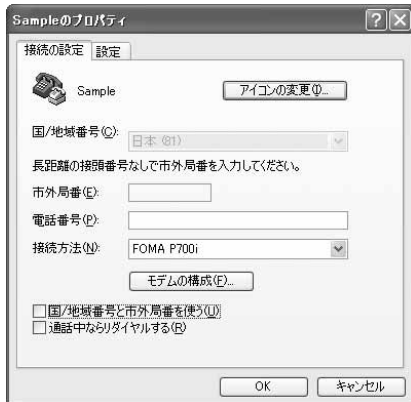 Sampleのプロパティ
接続の設定 設定
Sample
アイコンの変更(I)...
国/地域番号(C):
日本 (81)
長距離の接頭番号なしで市外局番を入力してください。
市外局番(E):
電話番号(P):
接続方法(N):
FOMA P700i
モデムの構成(F)...
国/地域番号と市外局番を使う(U)
通話中ならリダイヤルする(R)
OK キャンセル